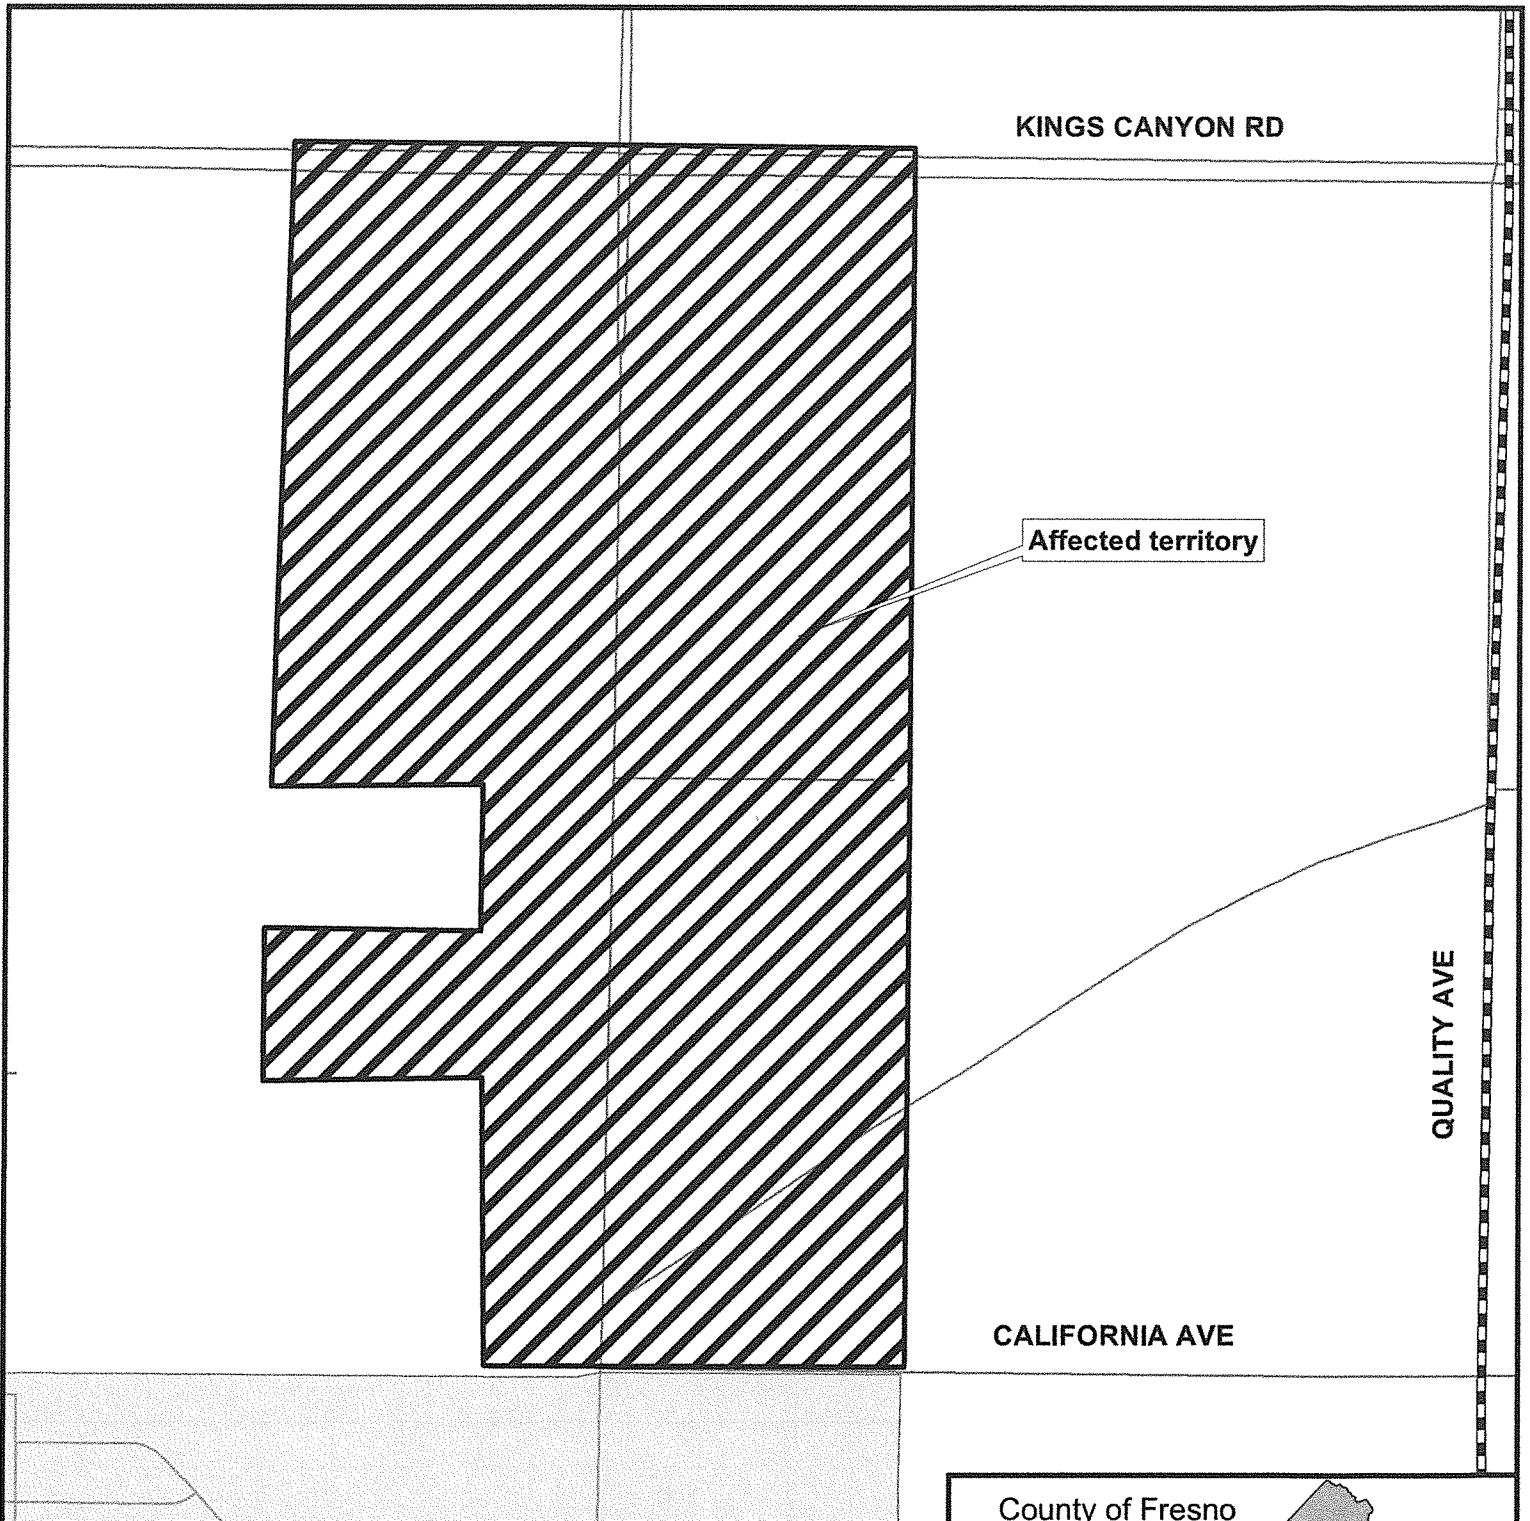 KINGS CANYON RD
Affected territory
QUALITY AVE
CALIFORNIA AVE
County of Fresno